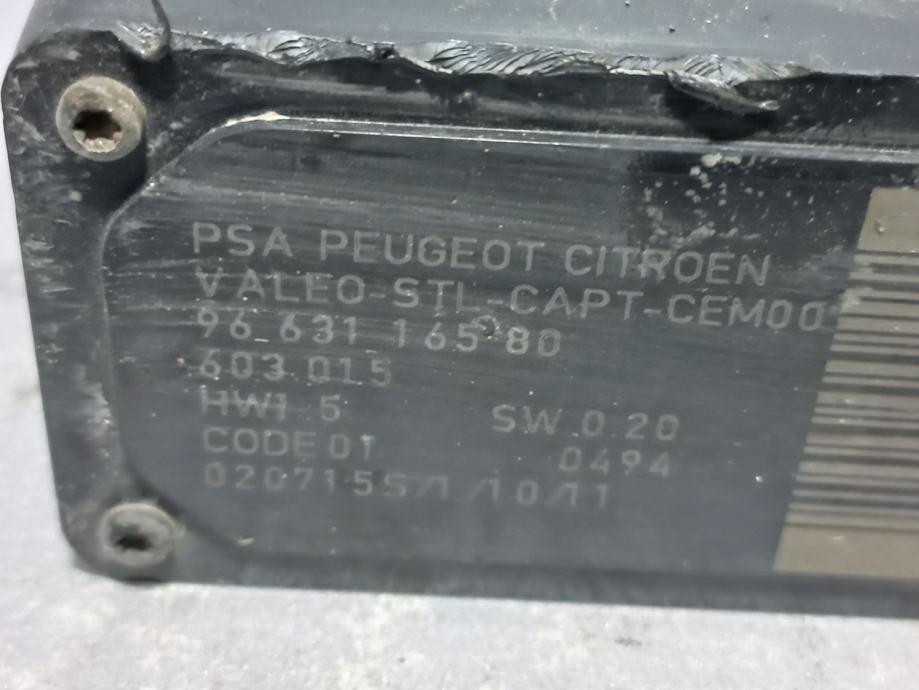 PSA PEUGEOT CITROEN
VALEO-STL-CAPT-CEM00
96 631 165 80
603.015
HW1.5 SW 0.20
CODE 01 0494
020715S/1/10/11